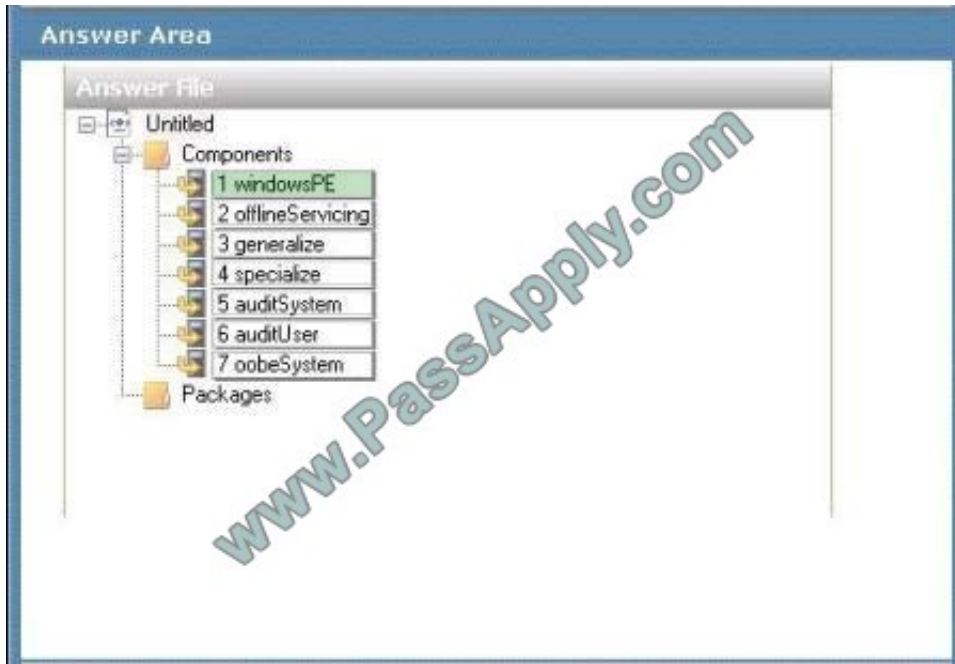 Answer Area
Answer File
Untitled
Components
1 windowsPE
2 offlineServicing
3 generalize
4 specialize
5 auditSystem
6 auditUser
7 oobeSystem
Packages
www.PassApply.com